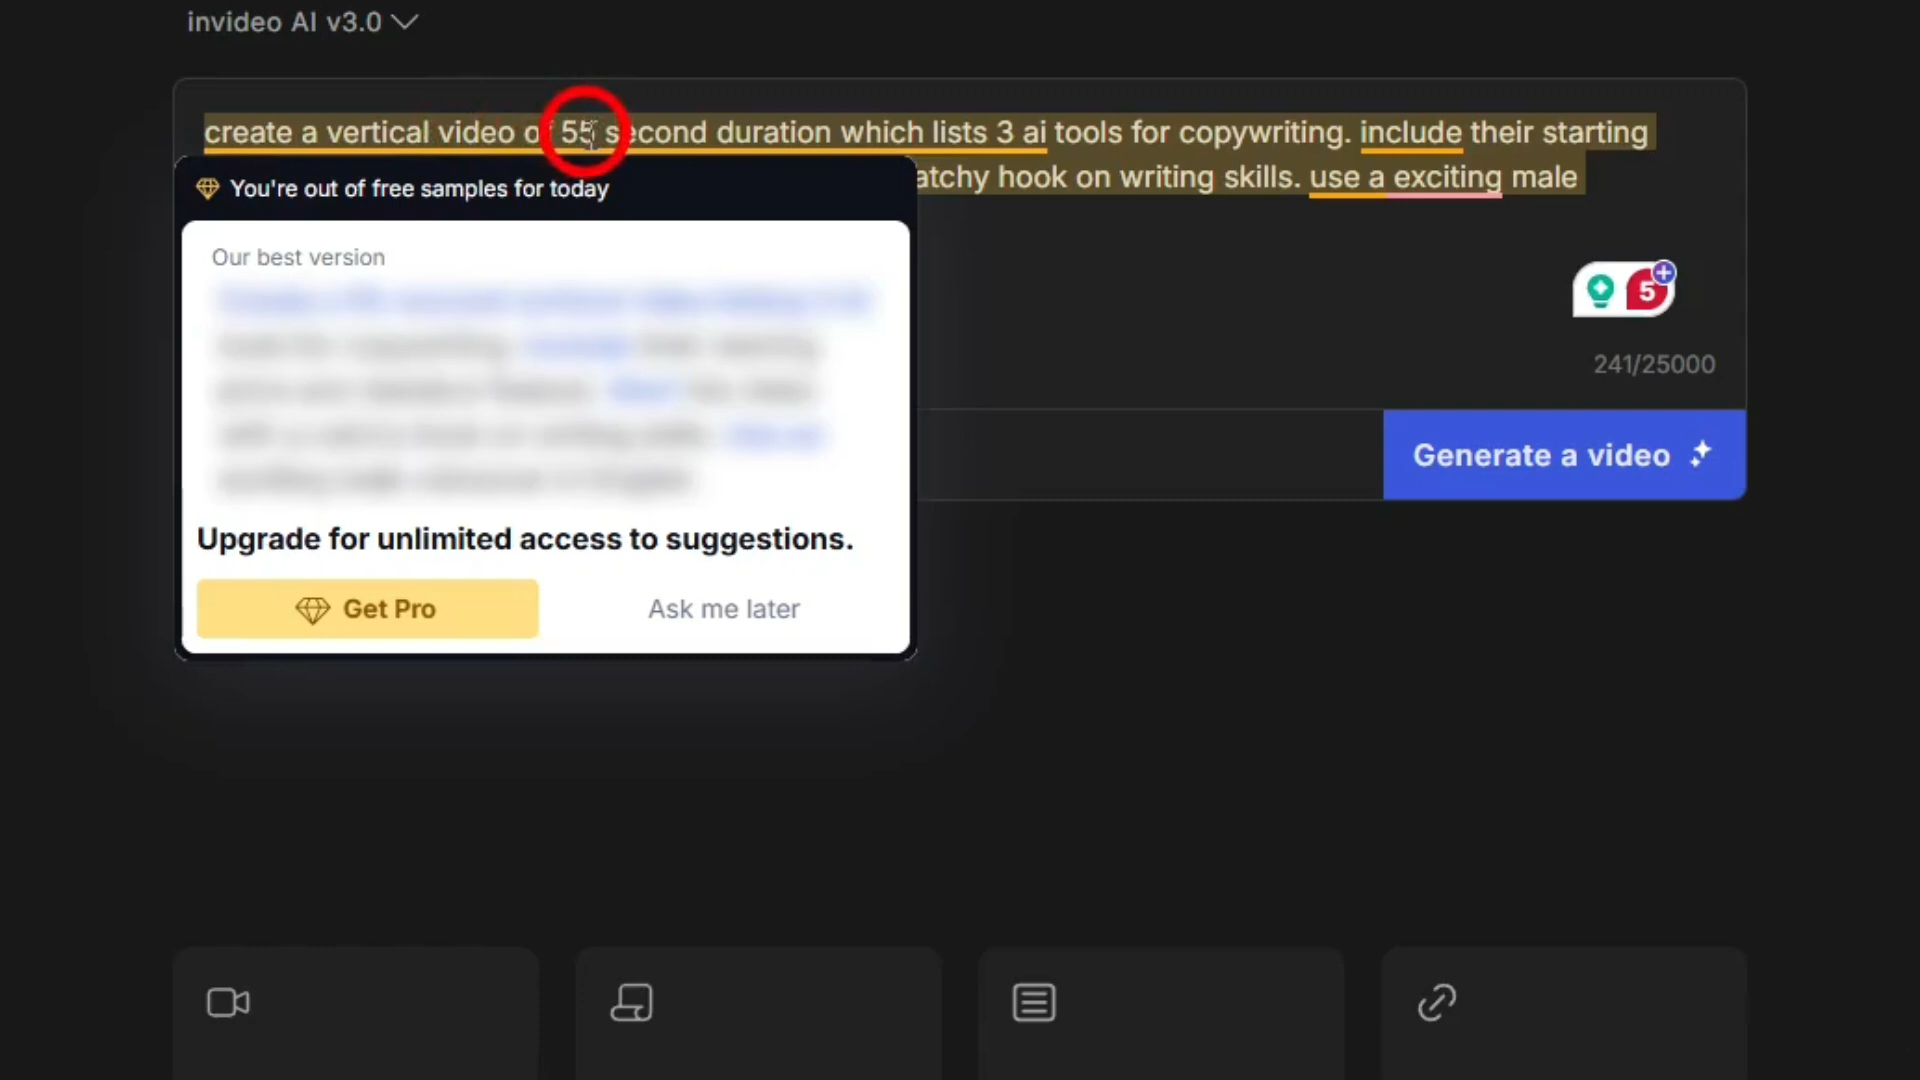 invideo AI v3.0
create a vertical video of 55 second duration which lists 3 ai tools for copywriting. include their starting
atchy hook on writing skills. use a exciting male
You're out of free samples for today
Our best version
5
241/25000
Generate a video
Upgrade for unlimited access to suggestions.
Get Pro
Ask me later